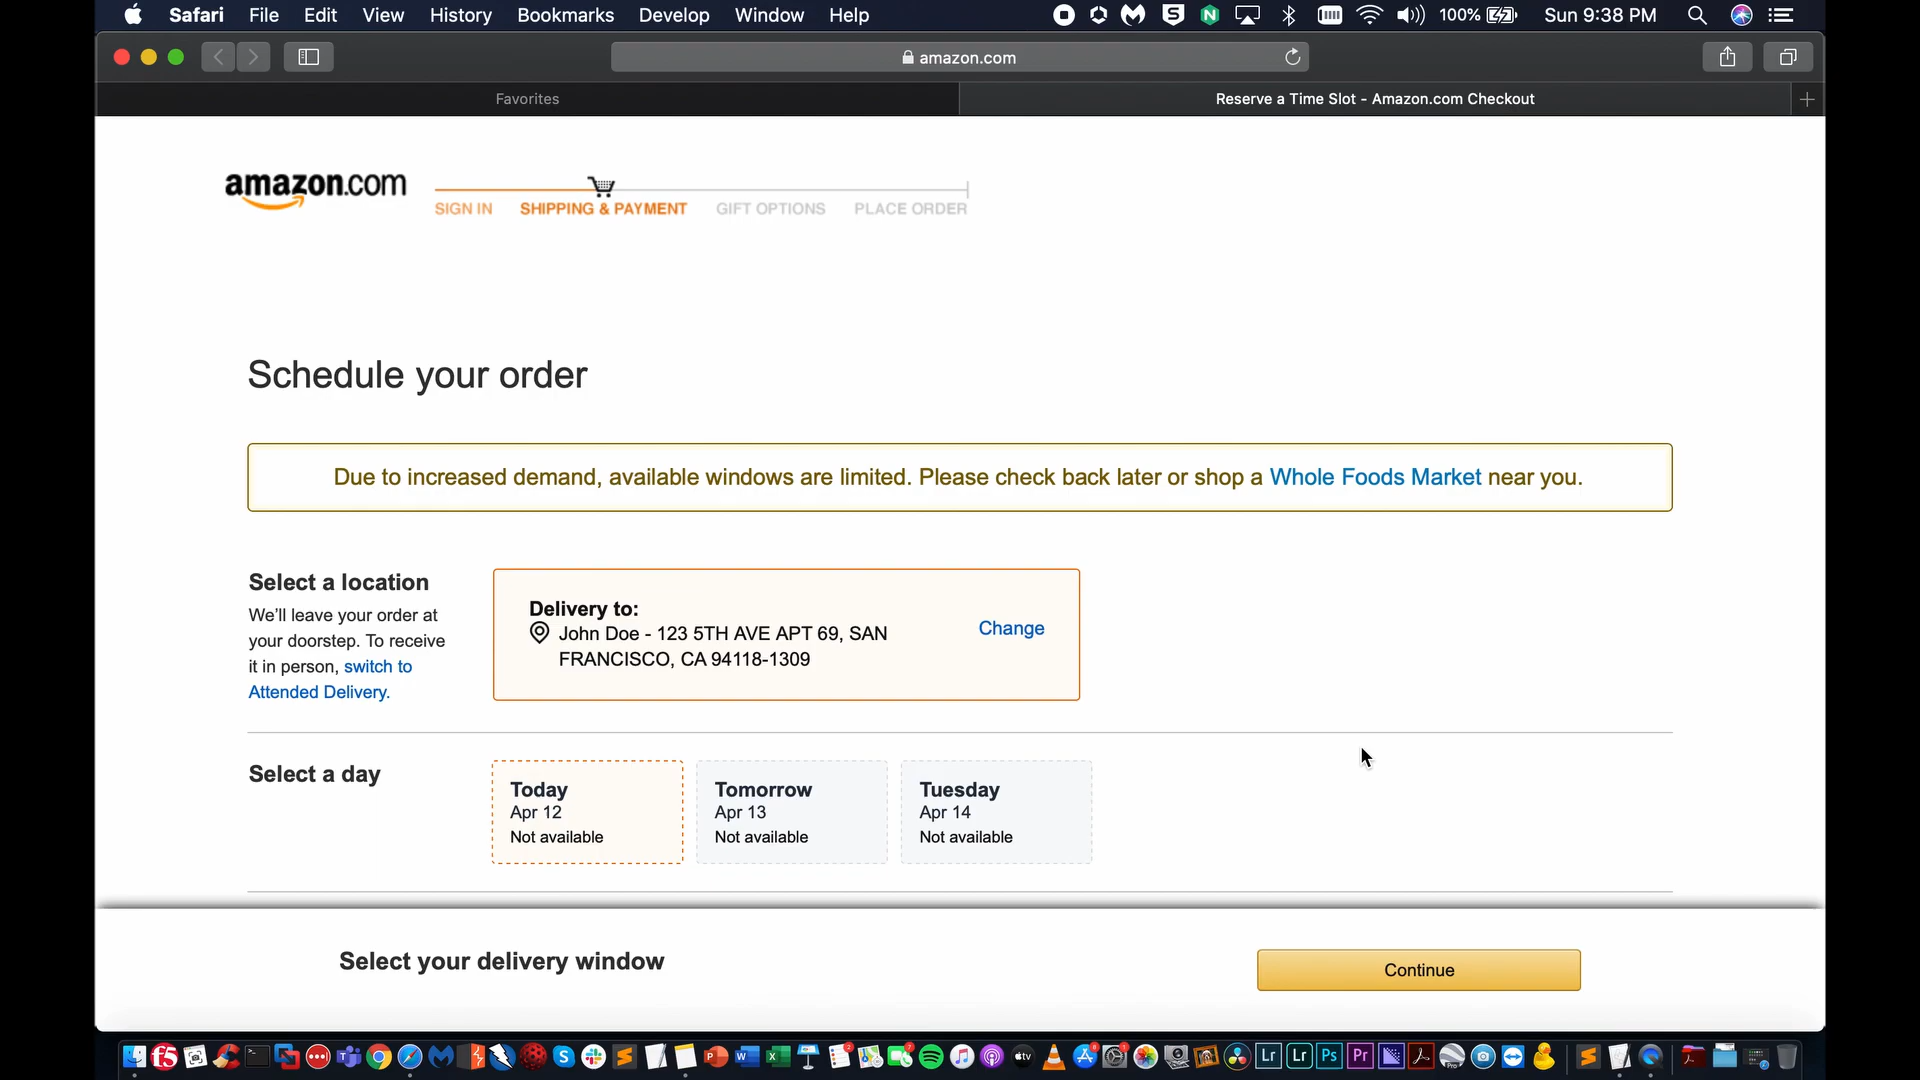 Safari File Edit View History Bookmarks Develop Window Help 100% Sun 9:38 PM
amazon.com
Favorites
Reserve a Time Slot - Amazon.com Checkout
amazon.com
SIGN IN SHIPPING & PAYMENT GIFT OPTIONS PLACE ORDER
Schedule your order
Due to increased demand, available windows are limited. Please check back later or shop a Whole Foods Market near you.
Select a location
We'll leave your order at
your doorstep. To receive
it in person, switch to
Attended Delivery.
Delivery to:
John Doe - 123 5TH AVE APT 69, SAN
FRANCISCO, CA 94118-1309
Change
Select a day
Today
Apr 12
Not available
Tomorrow
Apr 13
Not available
Tuesday
Apr 14
Not available
Select your delivery window
Continue